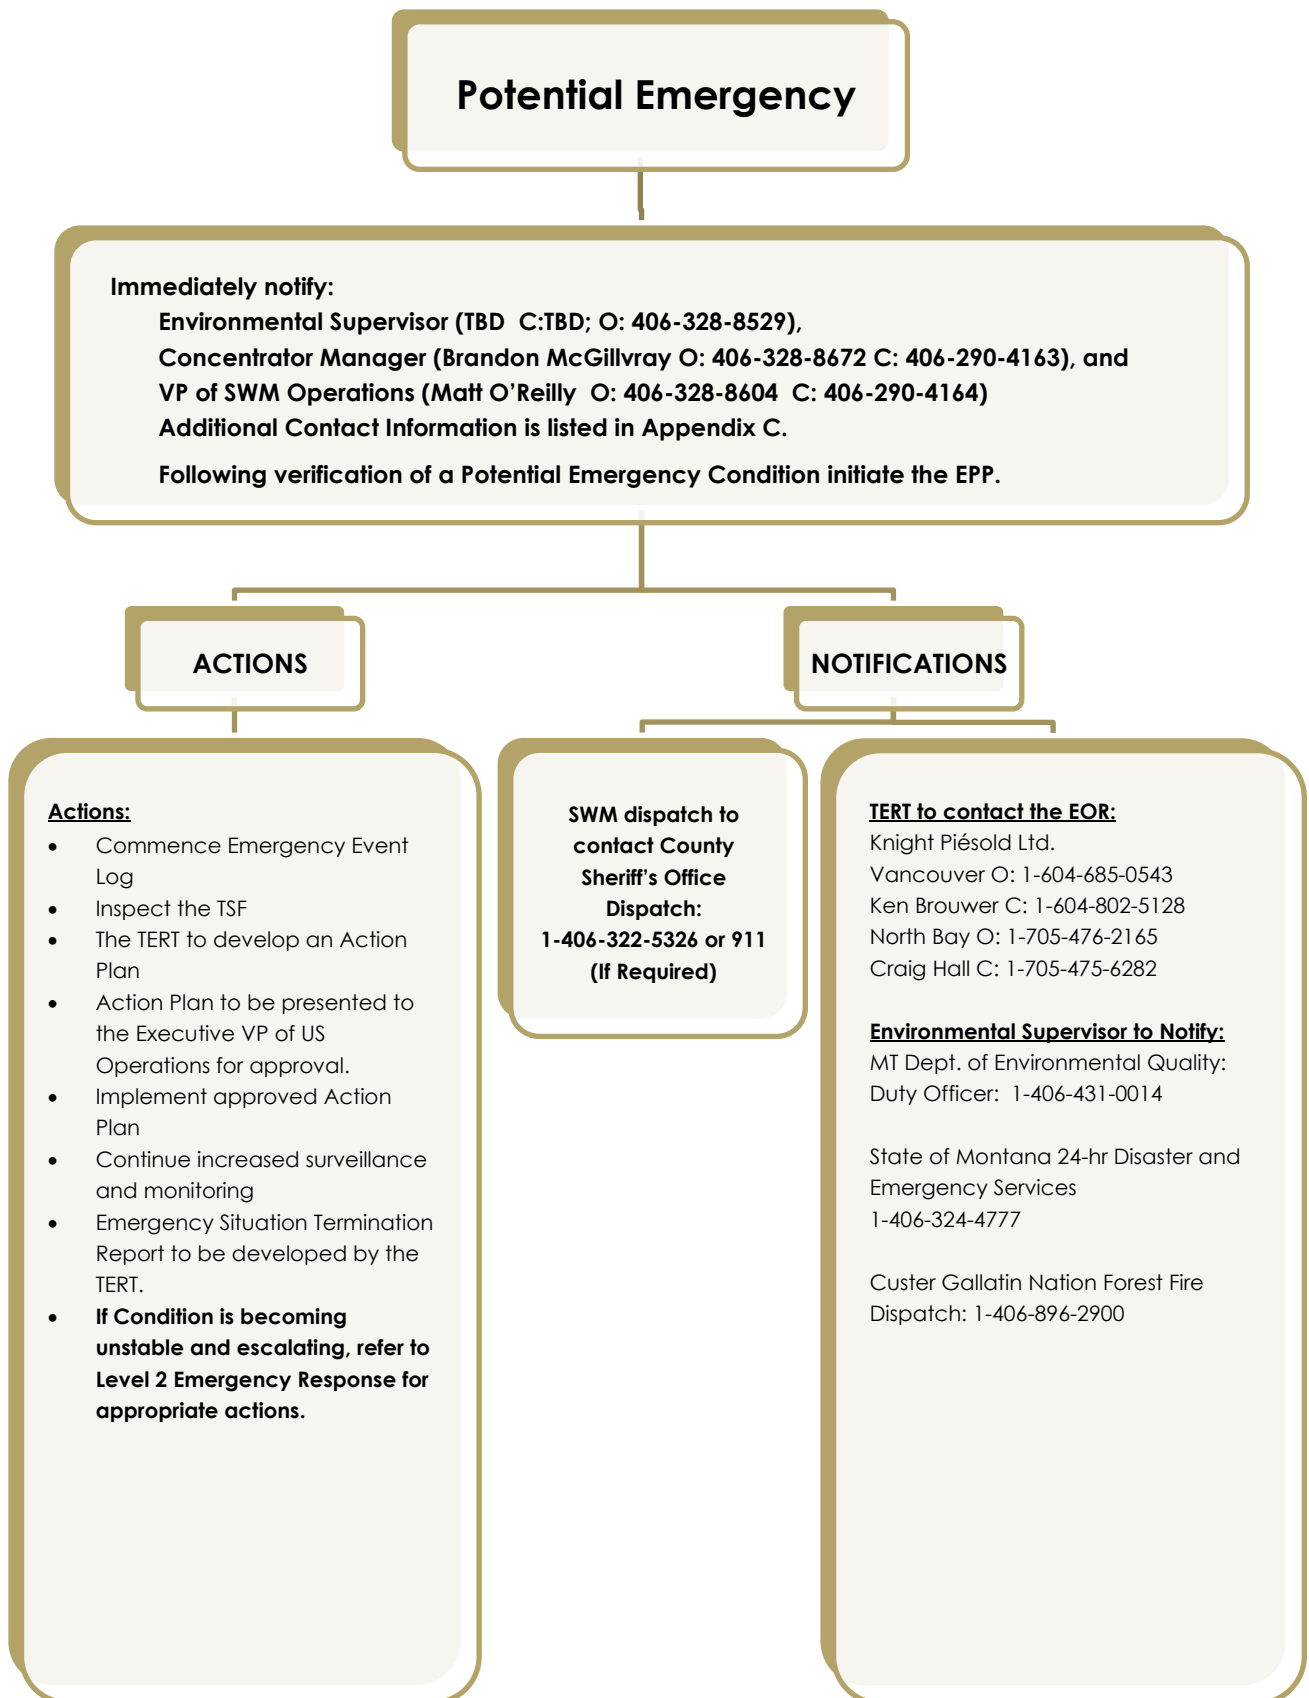 Potential Emergency
Immediately notify:
Environmental Supervisor (TBD  C:TBD; O: 406-328-8529),
Concentrator Manager (Brandon McGillvray O: 406-328-8672 C: 406-290-4163), and
VP of SWM Operations (Matt O’Reilly  O: 406-328-8604  C: 406-290-4164)
Additional Contact Information is listed in Appendix C.
Following verification of a Potential Emergency Condition initiate the EPP.
ACTIONS
NOTIFICATIONS
Actions:
• Commence Emergency Event
Log
• Inspect the TSF
• The TERT to develop an Action
Plan
• Action Plan to be presented to
the Executive VP of US
Operations for approval.
• Implement approved Action
Plan
• Continue increased surveillance
and monitoring
• Emergency Situation Termination
Report to be developed by the
TERT.
• If Condition is becoming
unstable and escalating, refer to
Level 2 Emergency Response for
appropriate actions.
SWM dispatch to
contact County
Sheriff’s Office
Dispatch:
1-406-322-5326 or 911
(If Required)
TERT to contact the EOR:
Knight Piésold Ltd.
Vancouver O: 1-604-685-0543
Ken Brouwer C: 1-604-802-5128
North Bay O: 1-705-476-2165
Craig Hall C: 1-705-475-6282
Environmental Supervisor to Notify:
MT Dept. of Environmental Quality:
Duty Officer:  1-406-431-0014
State of Montana 24-hr Disaster and
Emergency Services
1-406-324-4777
Custer Gallatin Nation Forest Fire
Dispatch: 1-406-896-2900